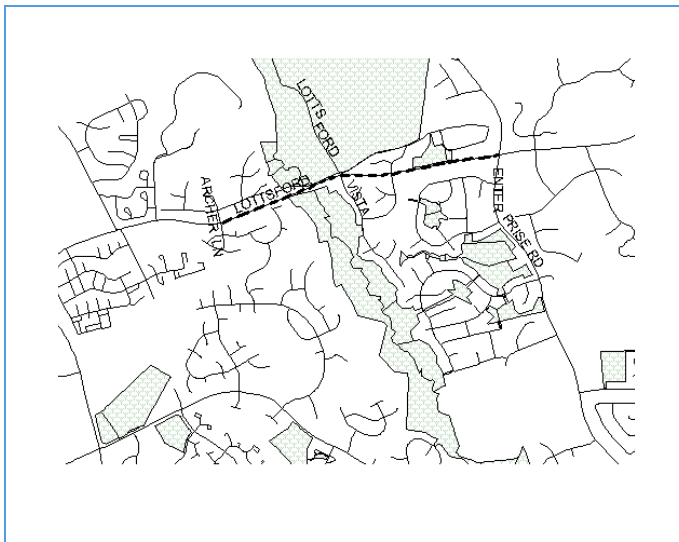 LOTTS FORD
VISTA
LOTTSFORD
ARCHER LN
ENTER PRISE RD